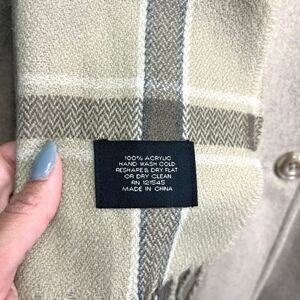 100% ACRYLIC
HAND WASH COLD
RESHAPE & DRY FLAT
OR DRY CLEAN
RN 121545
MADE IN CHINA